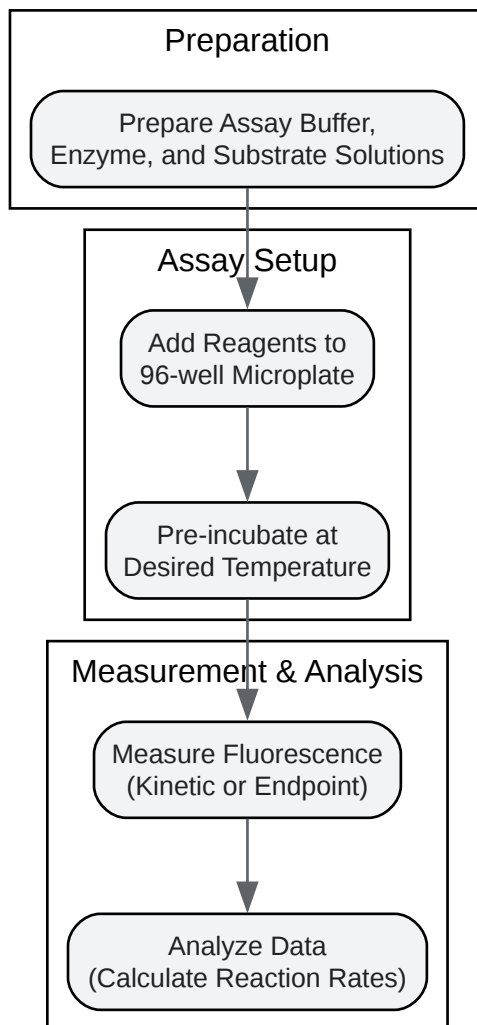 Preparation
Prepare Assay Buffer,
Enzyme, and Substrate Solutions
Assay Setup
Add Reagents to
96-well Microplate
Pre-incubate at
Desired Temperature
Measurement & Analysis
Measure Fluorescence
(Kinetic or Endpoint)
Analyze Data
(Calculate Reaction Rates)